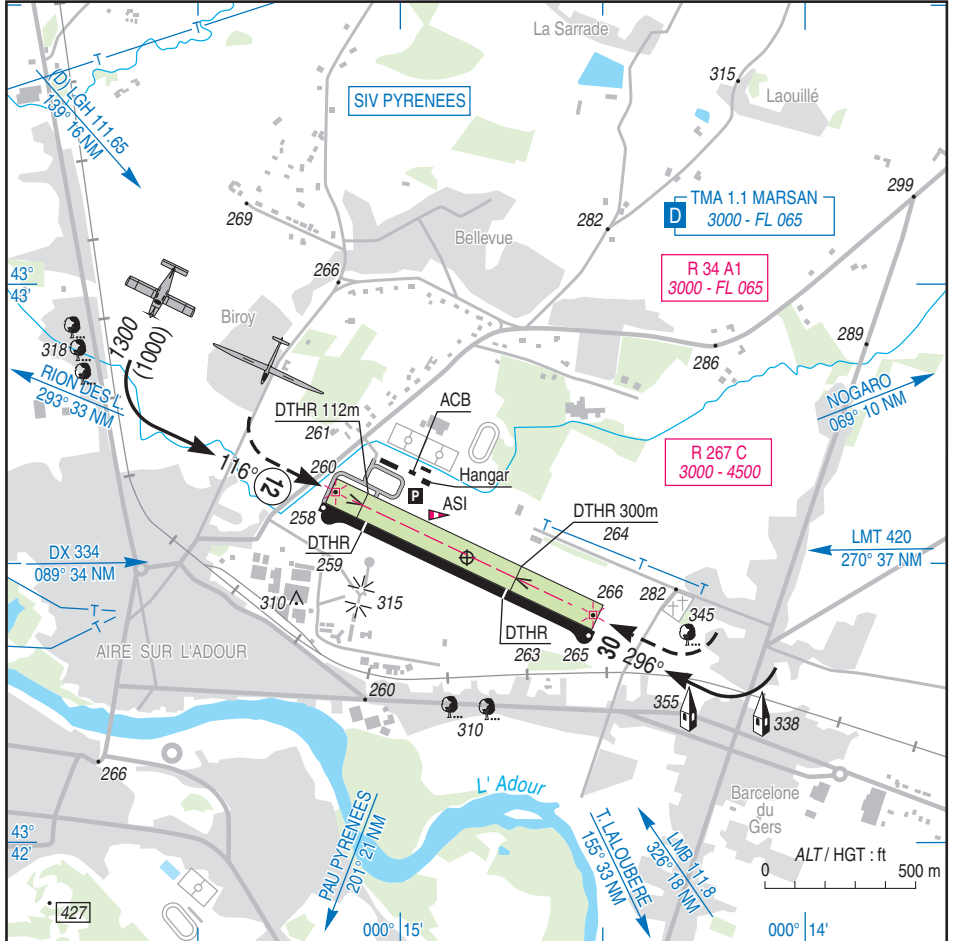 La Sarrade
T
T
315
Laouillé
(D) LGH 111.65
139° 16 NM
SIV PYRENEES
TMA 1.1 MARSAN
D
3000 - FL 065
299
269
282
Bellevue
R 34 A1
3000 - FL 065
43°
43'
266
Biroy
1300
(1000)
318
289
286
RION DES L.
293° 33 NM
NOGARO
069° 10 NM
DTHR 112m
261
ACB
116°
12
260
Hangar
P
ASI
R 267 C
3000 - 4500
258
DTHR 300m
264
DTHR
259
T
DX 334
089° 34 NM
LMT 420
270° 37 NM
T
T
T
310
315
266
282
345
DTHR
263
265
30
296°
AIRE SUR L'ADOUR
260
310
355
338
266
L' Adour
Barcelone
du
Gers
PAU PYRENEES
201° 21 NM
T. LALOUBERE
155° 33 NM
LMB 111.8
326° 18 NM
43°
42'
ALT / HGT : ft
0
500 m
427
000° 15'
000° 14'